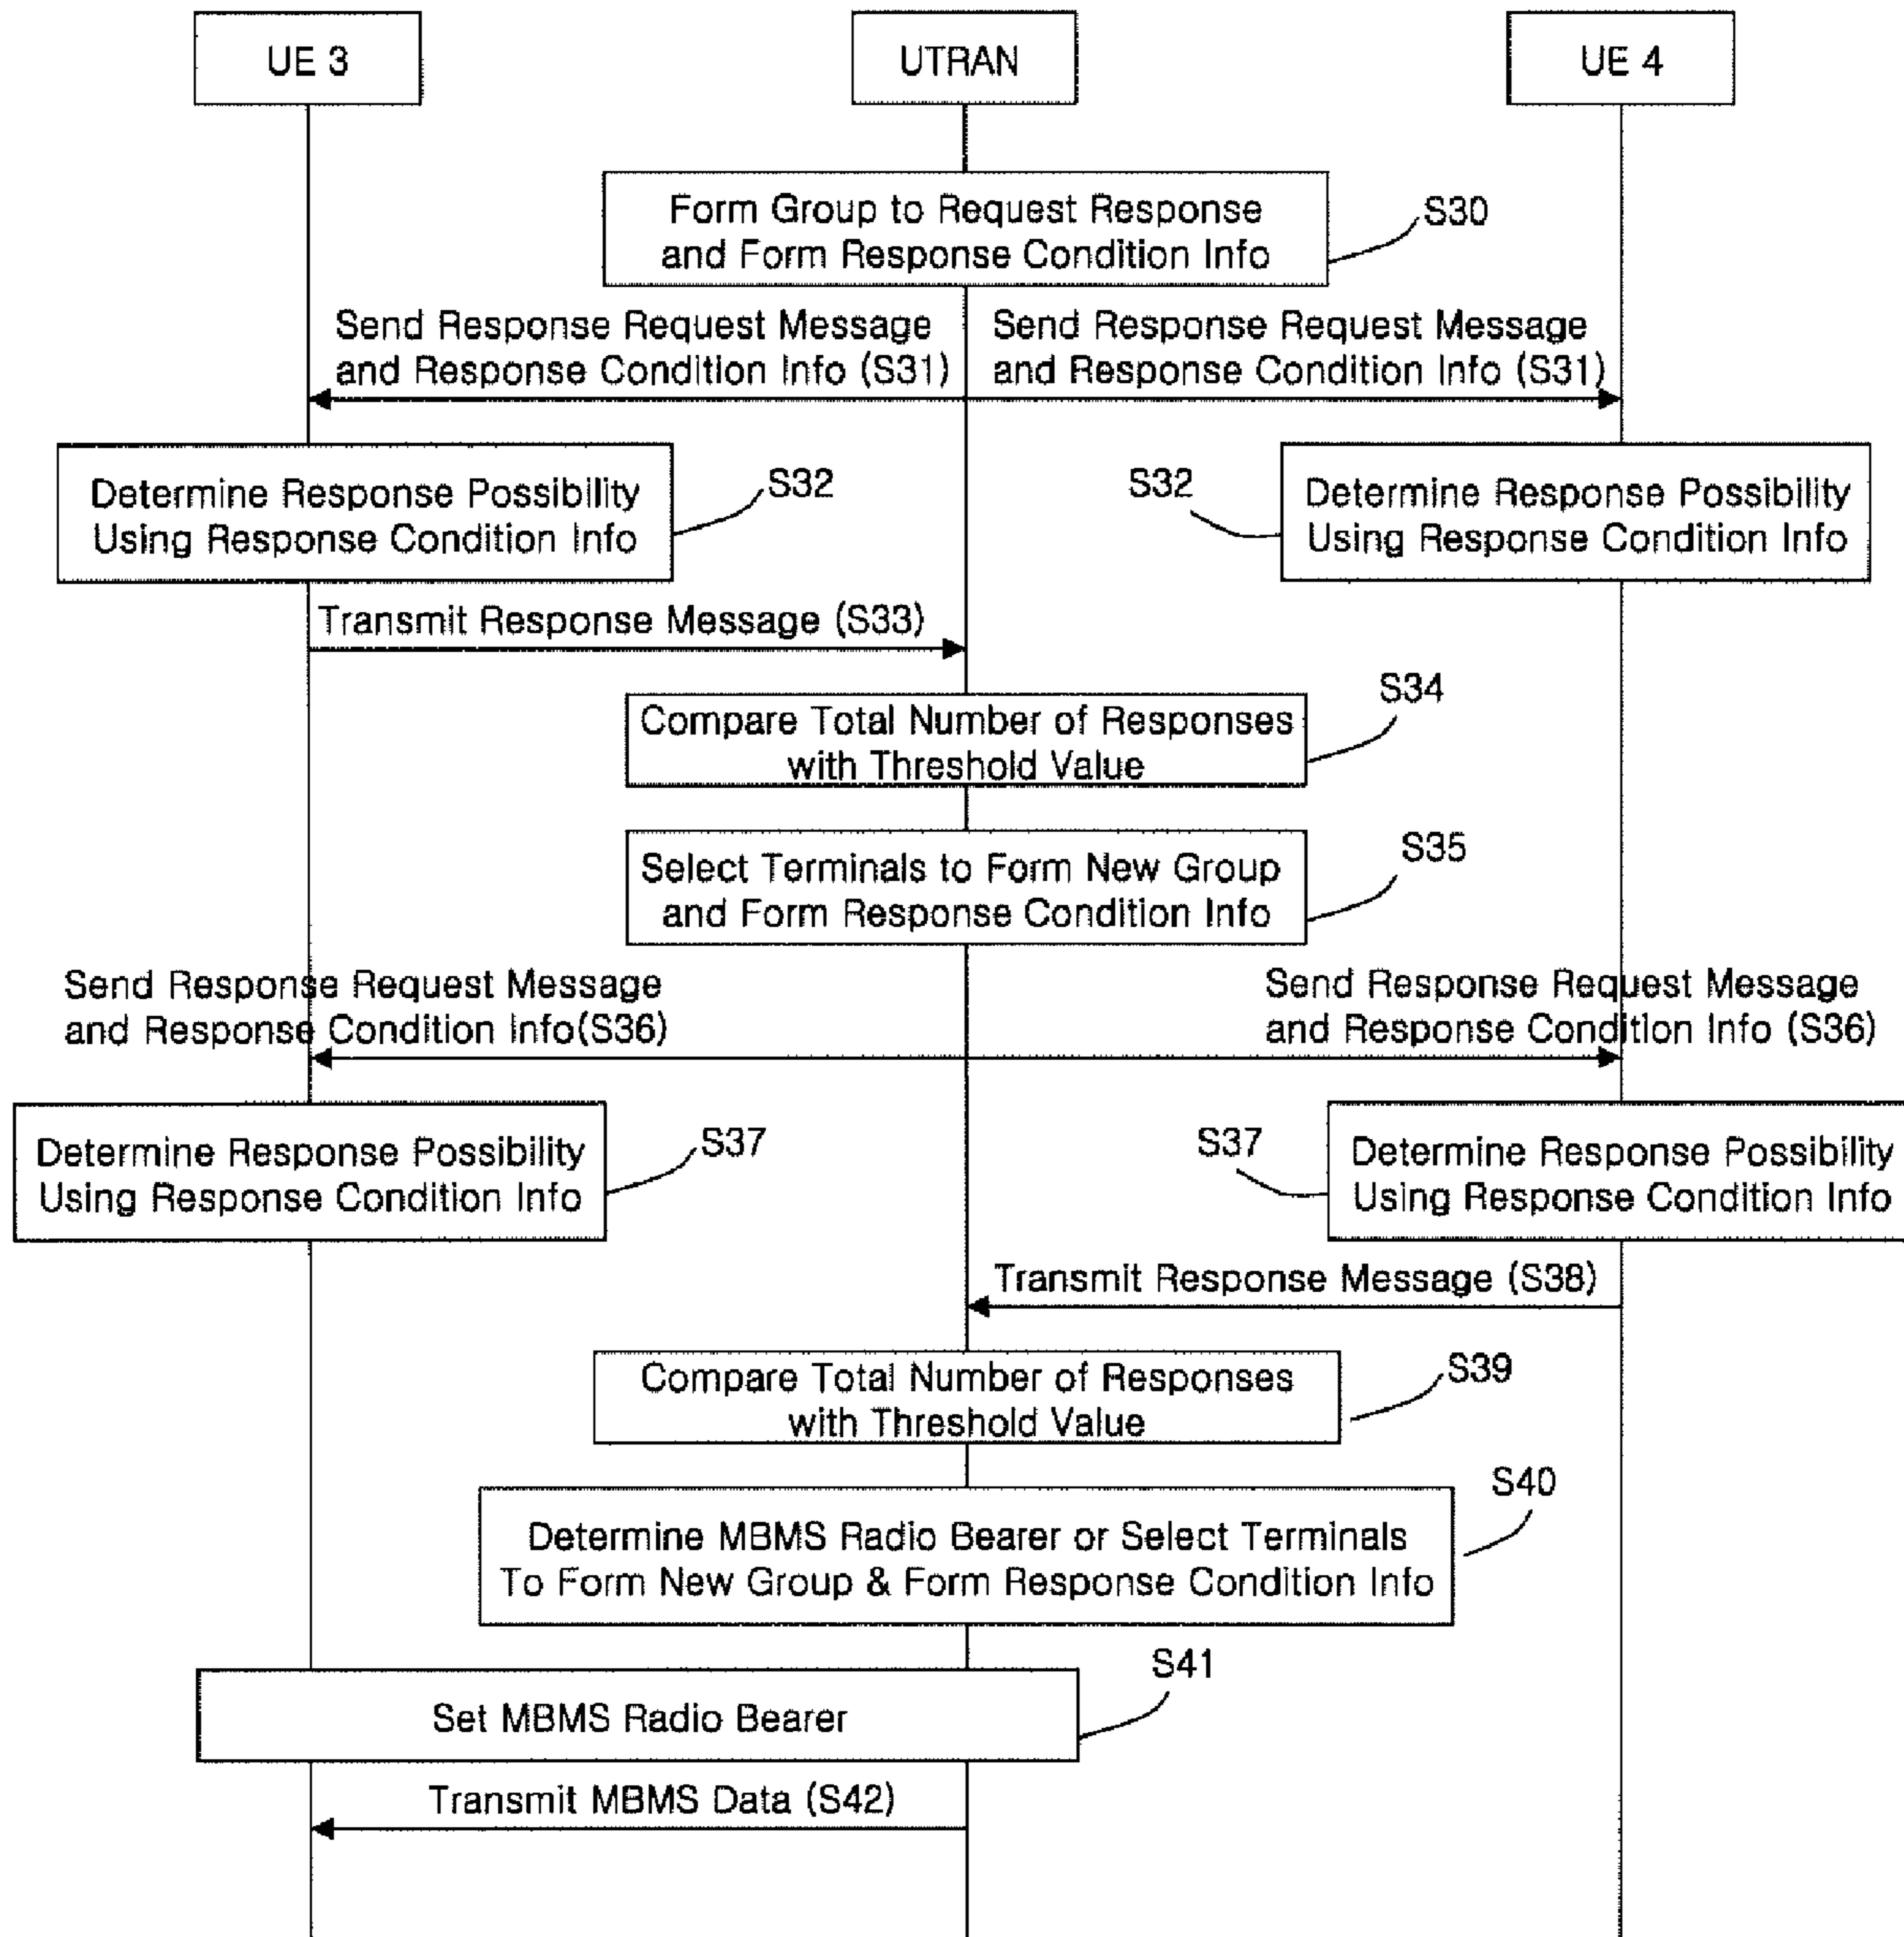 UE 3
UTRAN
UE 4
Form Group to Request Response
and Form Response Condition Info
S30
Send Response Request Message
and Response Condition Info (S31)
Send Response Request Message
and Response Condition Info (S31)
Determine Response Possibility
Using Response Condition Info
S32
S32
Determine Response Possibility
Using Response Condition Info
Transmit Response Message (S33)
Compare Total Number of Responses
with Threshold Value
S34
Select Terminals to Form New Group
and Form Response Condition Info
S35
Send Response Request Message
and Response Condition Info(S36)
Send Response Request Message
and Response Condition Info (S36)
Determine Response Possibility
Using Response Condition Info
S37
S37
Determine Response Possibility
Using Response Condition Info
Transmit Response Message (S38)
Compare Total Number of Responses
with Threshold Value
S39
Determine MBMS Radio Bearer or Select Terminals
To Form New Group & Form Response Condition Info
S40
Set MBMS Radio Bearer
S41
Transmit MBMS Data (S42)